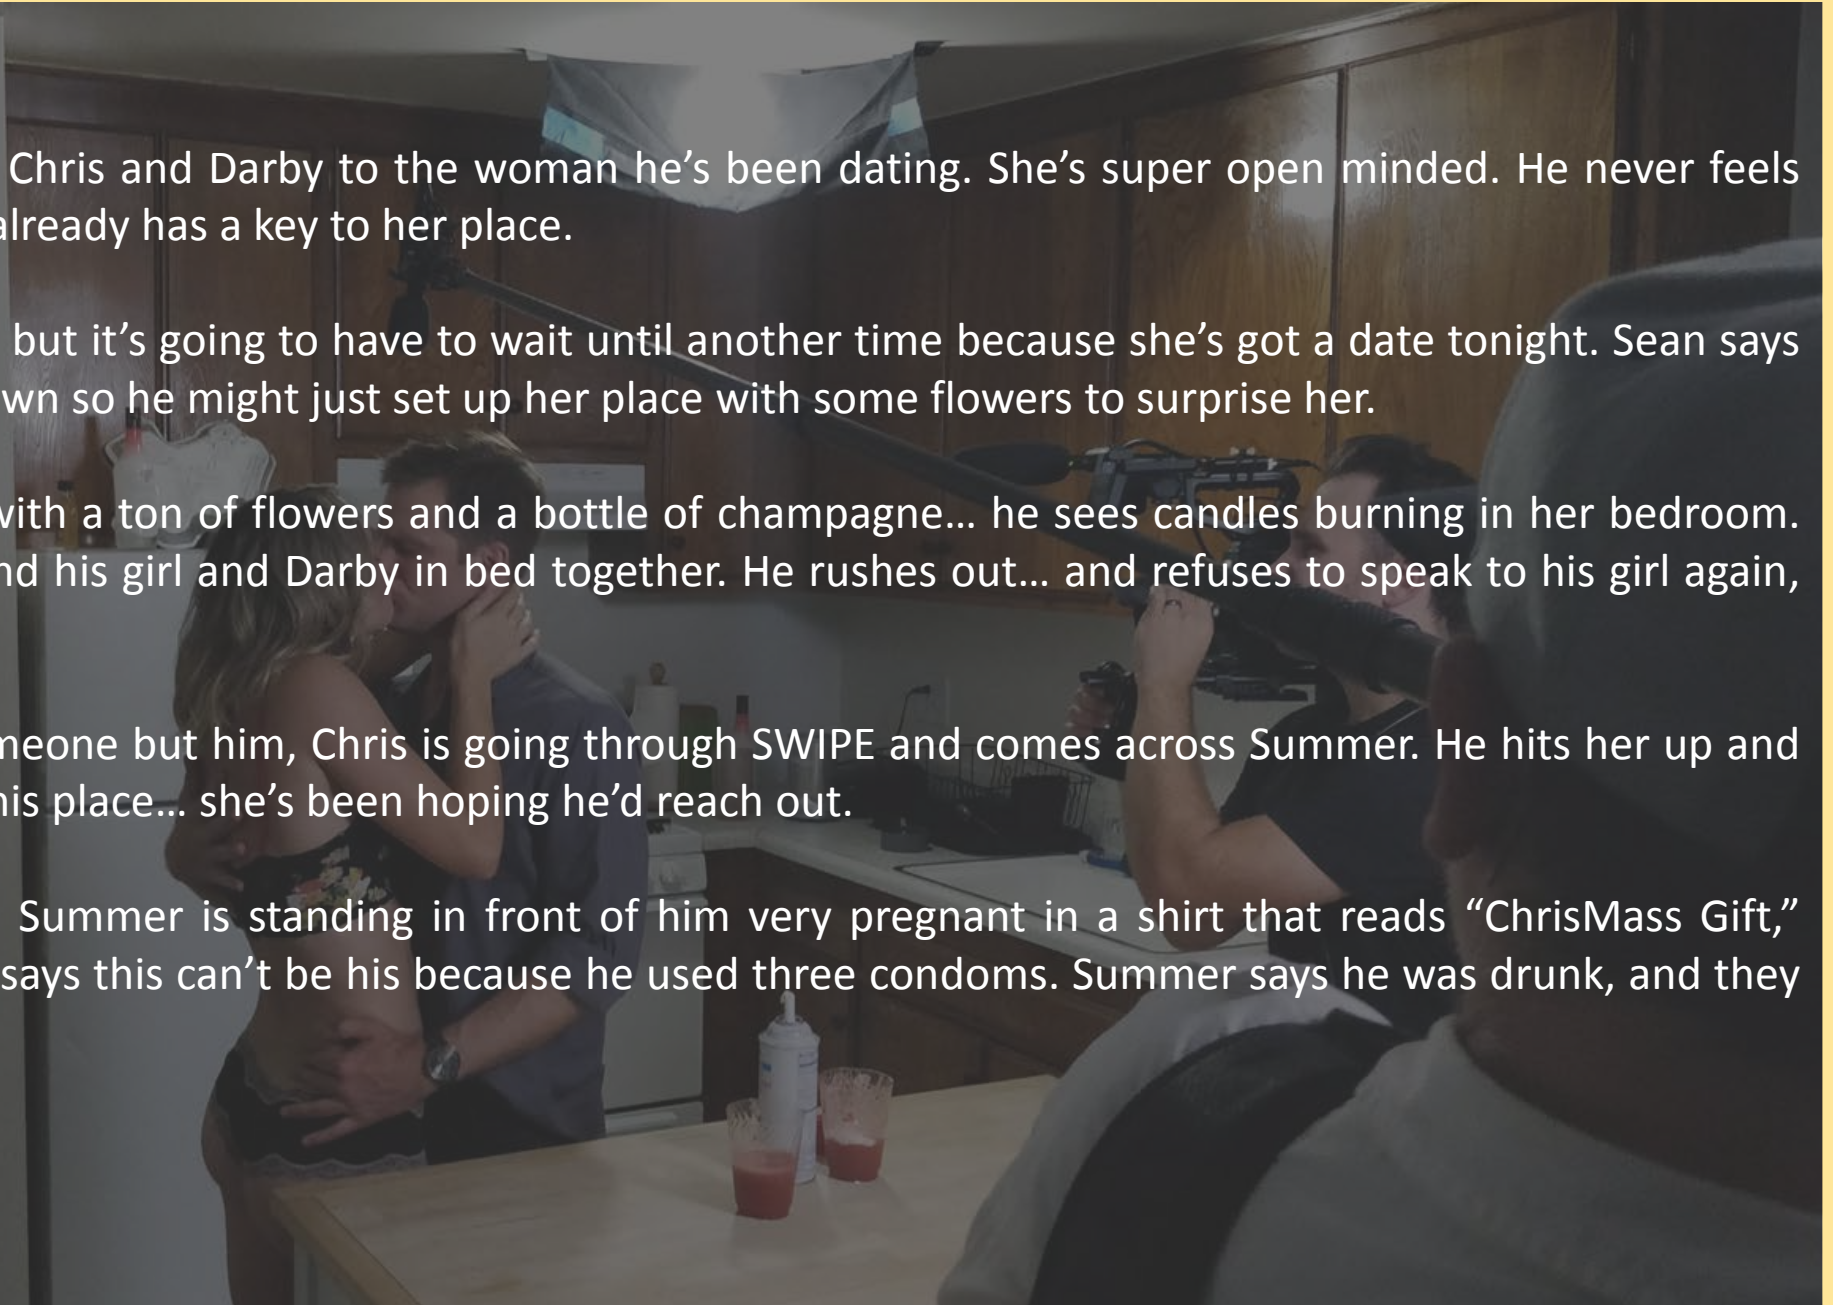 Chris and Darby to the woman he’s been dating. She’s super open minded. He never feels
already has a key to her place.
but it’s going to have to wait until another time because she’s got a date tonight. Sean says
wn so he might just set up her place with some flowers to surprise her.
with a ton of flowers and a bottle of champagne… he sees candles burning in her bedroom.
nd his girl and Darby in bed together. He rushes out… and refuses to speak to his girl again,
meone but him, Chris is going through SWIPE and comes across Summer. He hits her up and
his place… she’s been hoping he’d reach out.
Summer is standing in front of him very pregnant in a shirt that reads “ChrisMass Gift,”
says this can’t be his because he used three condoms. Summer says he was drunk, and they